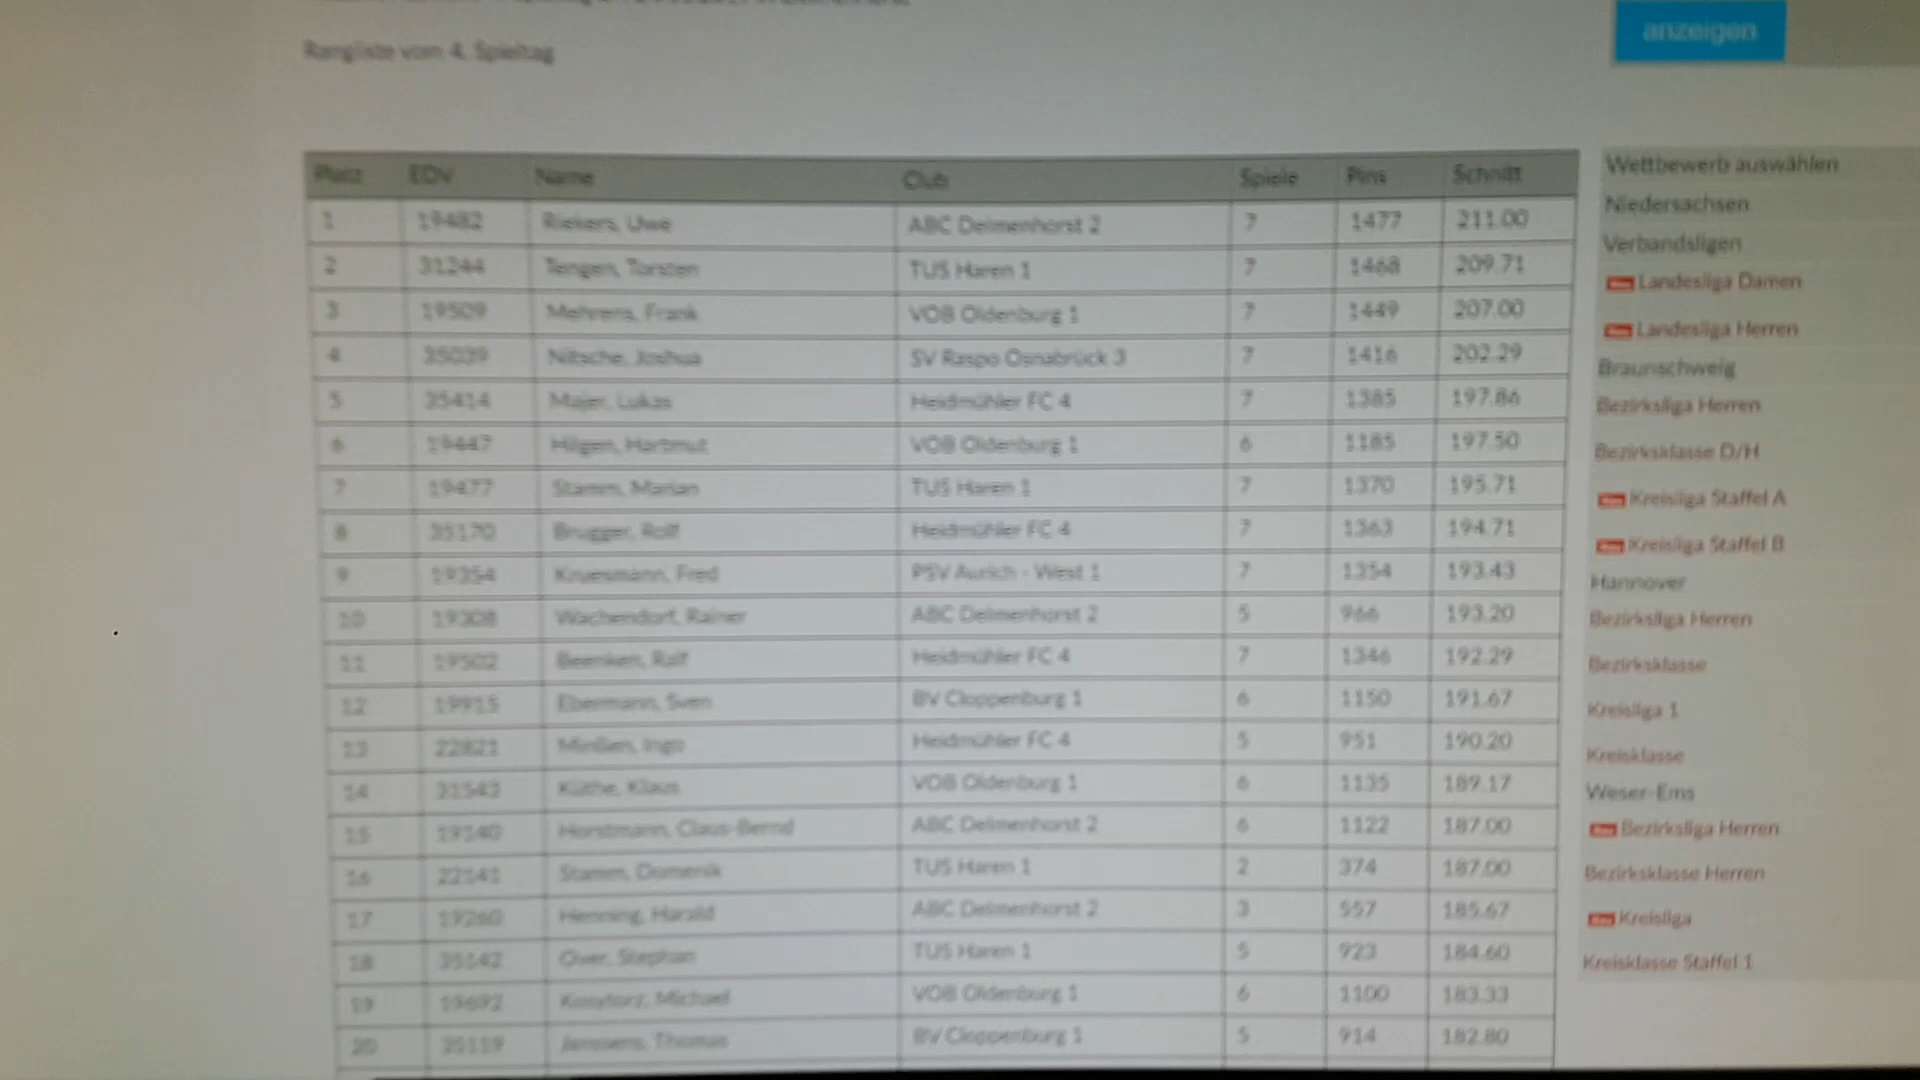 Rangliste vom 4. Spieltag
anzeigen
Platz EDV Name Club Spiele Pins Schnitt
1 19482 Riekers, Uwe ABC Delmenhorst 2 7 1477 211.00
2 31244 Tengen, Torsten TUS Haren 1 7 1468 209.71
3 19509 Mehrens, Frank VOB Oldenburg 1 7 1449 207.00
4 35039 Nitsche, Joshua SV Raspo Osnabrück 3 7 1416 202.29
5 35414 Majer, Lukas Heidmühler FC 4 7 1385 197.86
6 19447 Hilgen, Hartmut VOB Oldenburg 1 6 1185 197.50
7 19477 Stamm, Marian TUS Haren 1 7 1370 195.71
8 35170 Brugger, Rolf Heidmühler FC 4 7 1363 194.71
9 19354 Kruesmann, Fred PSV Aurich - West 1 7 1354 193.43
10 19308 Wachendorf, Rainer ABC Delmenhorst 2 5 966 193.20
11 19502 Beenken, Ralf Heidmühler FC 4 7 1346 192.29
12 19915 Ebermann, Sven BV Cloppenburg 1 6 1150 191.67
13 22821 Minßen, Ingo Heidmühler FC 4 5 951 190.20
14 31543 Küthe, Klaus VOB Oldenburg 1 6 1135 189.17
15 19140 Horstmann, Claus-Bernd ABC Delmenhorst 2 6 1122 187.00
16 22141 Stamm, Domenik TUS Haren 1 2 374 187.00
17 19260 Henning, Harald ABC Delmenhorst 2 3 557 185.67
18 35142 Over, Stephan TUS Haren 1 5 923 184.60
19 19692 Michael VOB Oldenburg 1 6 1100 183.33
20 35119 Janssens, Thomas BV Cloppenburg 1 5 914 182.80
Wettbewerb auswählen
Niedersachsen
Verbandsligen
Landesliga Damen
Landesliga Herren
Braunschweig
Bezirksliga Herren
Bezirksklasse D/H
Kreisliga Staffel A
Kreisliga Staffel B
Hannover
Bezirksliga Herren
Bezirksklasse
Kreisliga 1
Kreisklasse
Weser-Ems
Bezirksliga Herren
Bezirksklasse Herren
Kreisliga
Kreisklasse Staffel 1